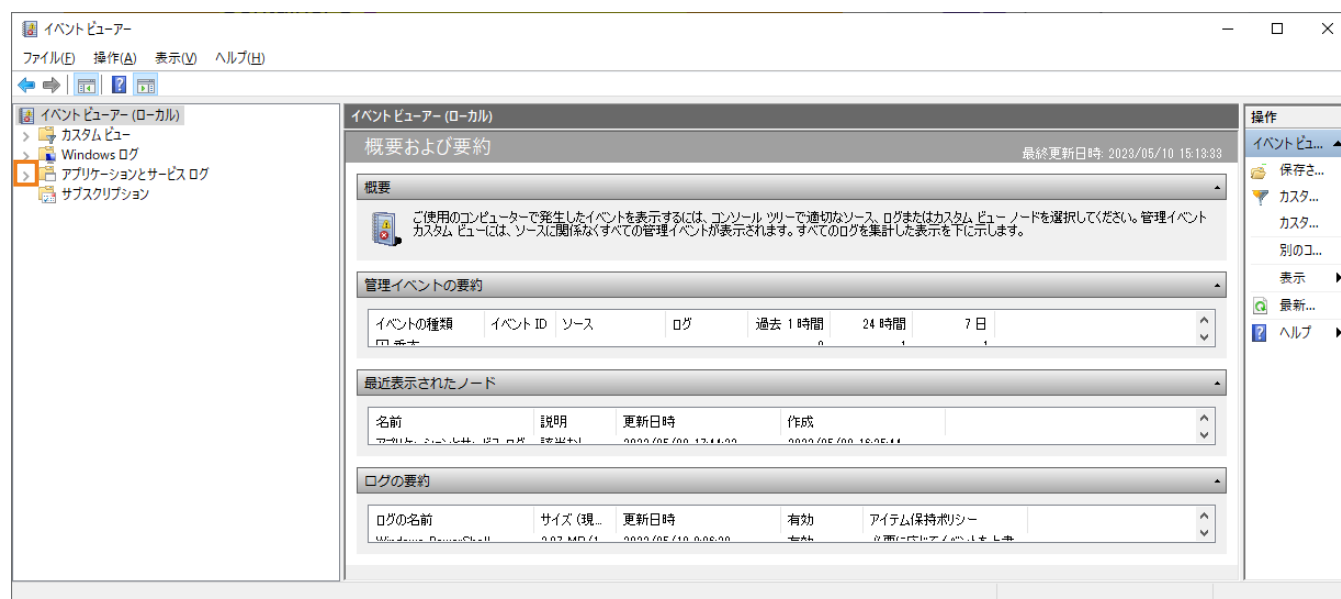 イベント ビューアー
ファイル(F) 操作(A) 表示(V) ヘルプ(H)
イベント ビューアー (ローカル)
カスタム ビュー
Windows ログ
アプリケーションとサービス ログ
サブスクリプション
イベント ビューアー (ローカル)
概要および要約
最終更新日時: 2023/05/10 15:13:33
概要
ご使用のコンピューターで発生したイベントを表示するには、コンソール ツリーで適切なソース、ログまたはカスタム ビュー ノードを選択してください。管理イベント
カスタム ビューには、ソースに関係なくすべての管理イベントが表示されます。すべてのログを集計した表示を下に示します。
管理イベントの要約
イベントの種類 イベント ID ソース ログ 過去 1 時間 24 時間 7 日
最近表示されたノード
名前 説明 更新日時 作成
ログの要約
ログの名前 サイズ (現... 更新日時 有効 アイテム保持ポリシー
操作
イベント ビュ...
保存さ...
カスタ...
カスタ...
別のコ...
表示
最新...
ヘルプ